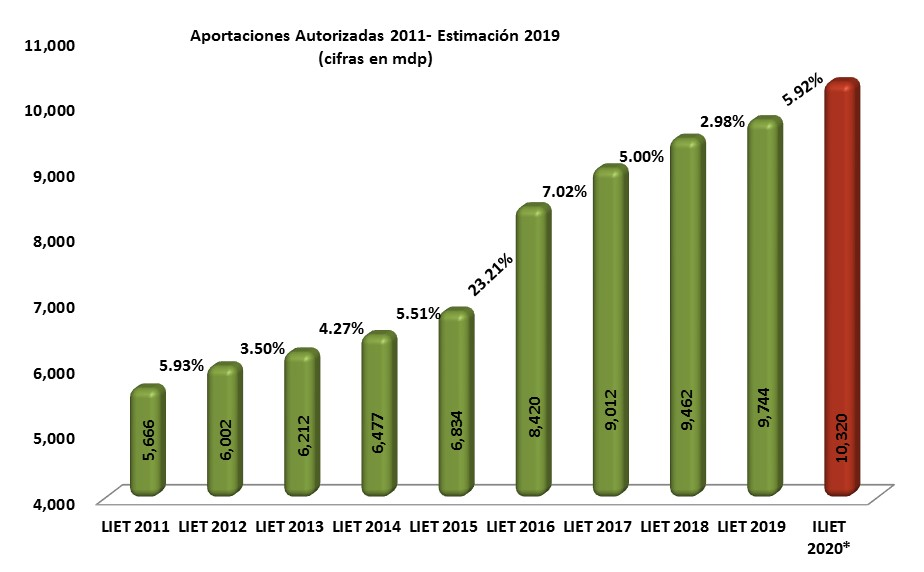 Aportaciones Autorizadas 2011- Estimación 2019
(cifras en mdp)
11,000
10,000
9,000
8,000
7,000
6,000
5,000
4,000
5.93%
3.50%
4.27%
5.51%
23.21%
7.02%
5.00%
2.98%
5.92%
5,666
6,002
6,212
6,477
6,834
8,420
9,012
9,462
9,744
10,320
LIET 2011
LIET 2012
LIET 2013
LIET 2014
LIET 2015
LIET 2016
LIET 2017
LIET 2018
LIET 2019
ILIET
2020*